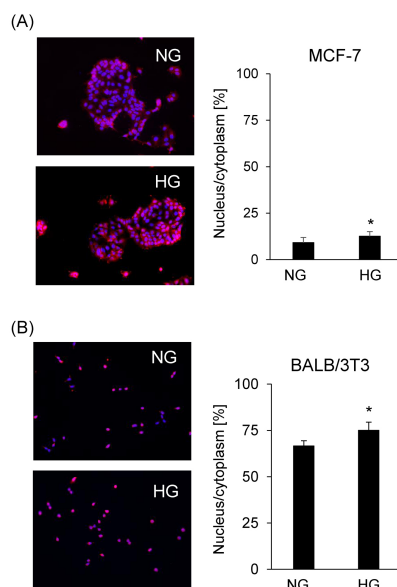 (A)
NG
HG
MCF-7
Nucleus/cytoplasm [%]
100
75
50
25
0
*
NG HG
(B)
NG
HG
BALB/3T3
Nucleus/cytoplasm [%]
100
75
50
25
0
*
NG HG